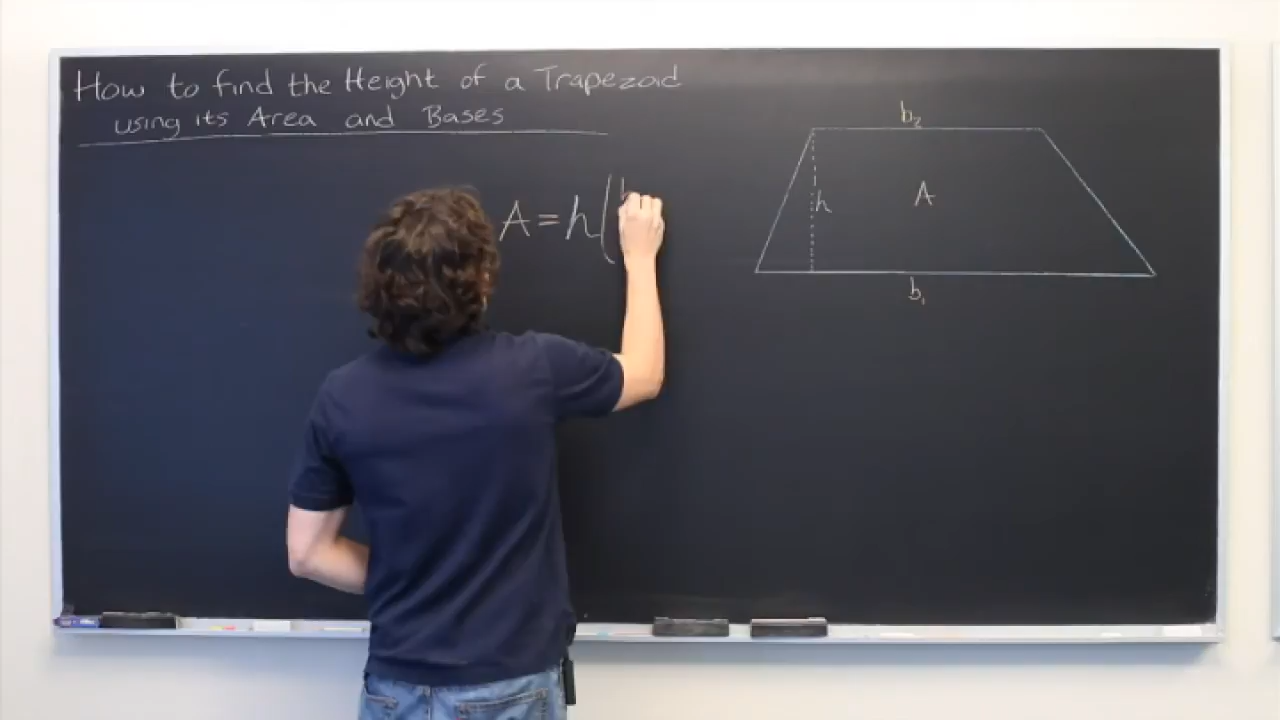 How to find the Height of a Trapezoid
using its Area and Bases
A = h(
b₂
h
A
b₁